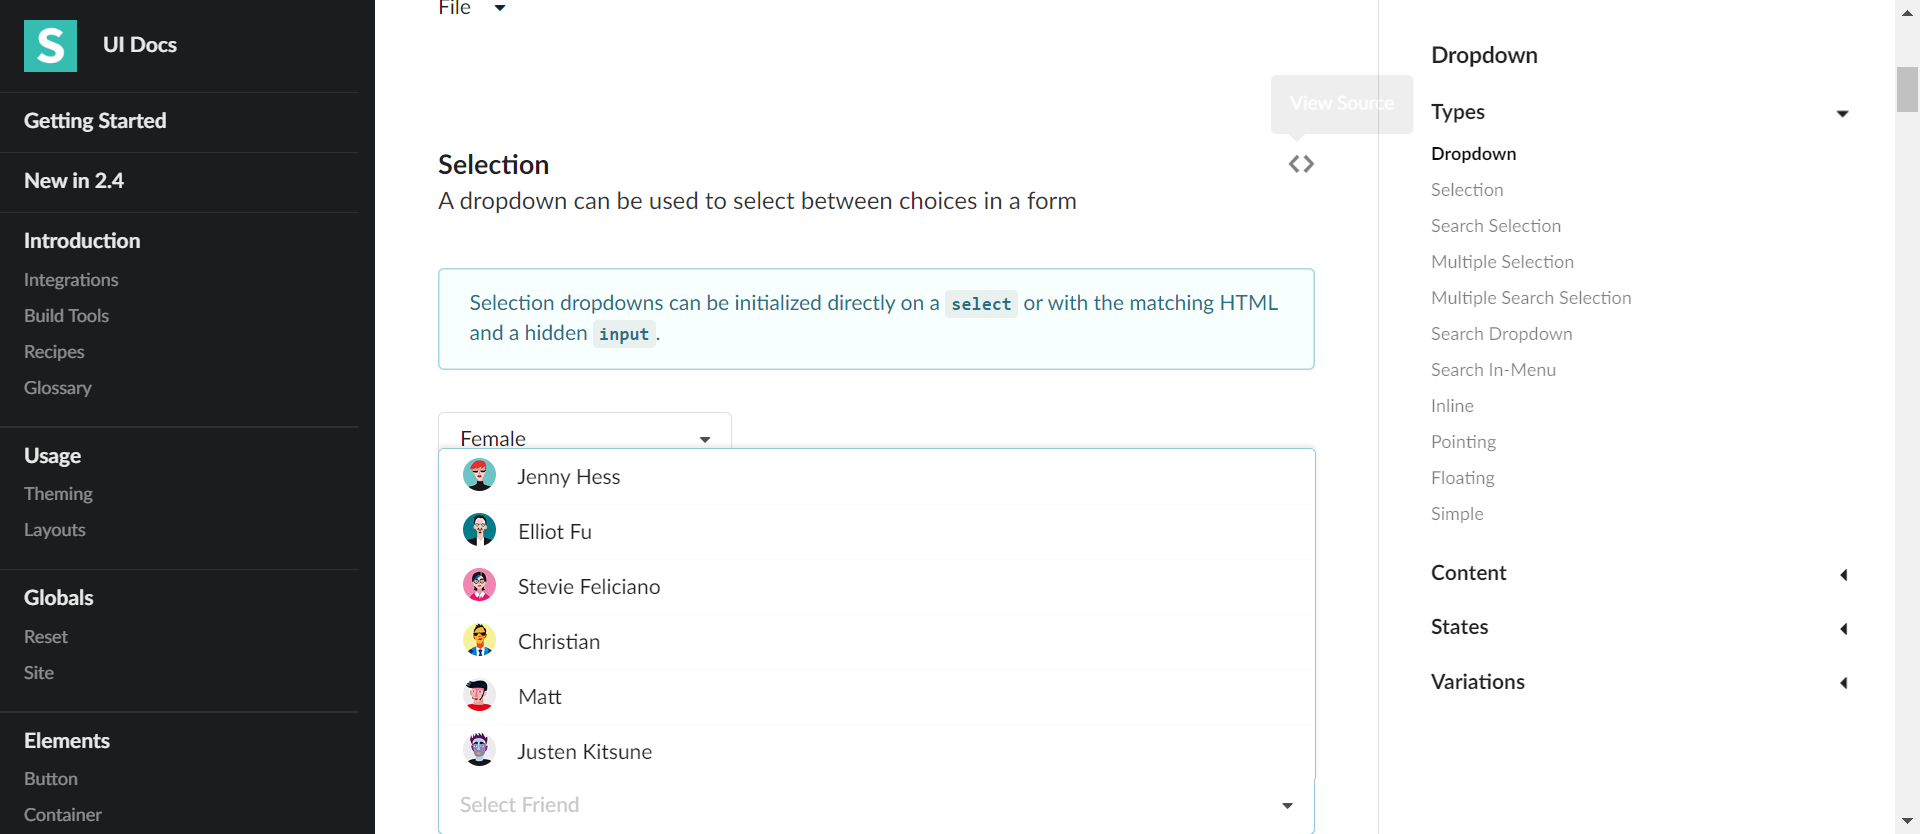 S
UI Docs
Getting Started
New in 2.4
Introduction
Integrations
Build Tools
Recipes
Glossary
Usage
Theming
Layouts
Globals
Reset
Site
Elements
Button
Container
File
View Source
Selection
A dropdown can be used to select between choices in a form
Selection dropdowns can be initialized directly on a select or with the matching HTML
and a hidden input.
Female
Jenny Hess
Elliot Fu
Stevie Feliciano
Christian
Matt
Justen Kitsune
Select Friend
Dropdown
Types
Dropdown
Selection
Search Selection
Multiple Selection
Multiple Search Selection
Search Dropdown
Search In-Menu
Inline
Pointing
Floating
Simple
Content
States
Variations